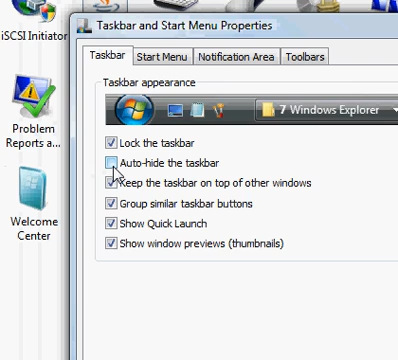 Taskbar and Start Menu Properties
iSCSI Initiator
Taskbar Start Menu Notification Area Toolbars
Taskbar appearance
7 Windows Explorer
Lock the taskbar
Auto-hide the taskbar
Keep the taskbar on top of other windows
Group similar taskbar buttons
Show Quick Launch
Show window previews (thumbnails)
Problem
Reports a...
Welcome
Center